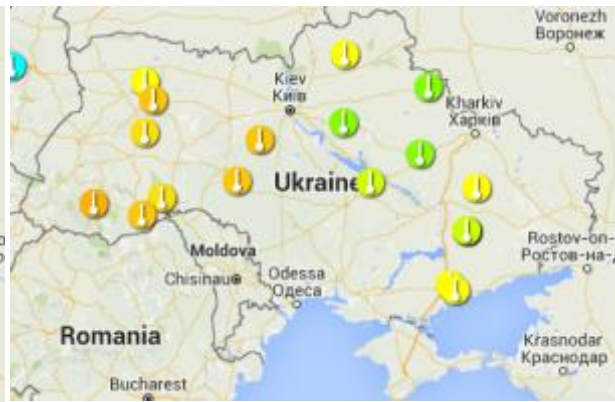 Voronezh
Воронеж
Kiev
Київ
Kharkiv
Харків
Ukraine
Moldova
Chisinau
Odessa
Одеса
Rostov-on-
Ростов-на-
Romania
Krasnodar
Краснодар
Bucharest